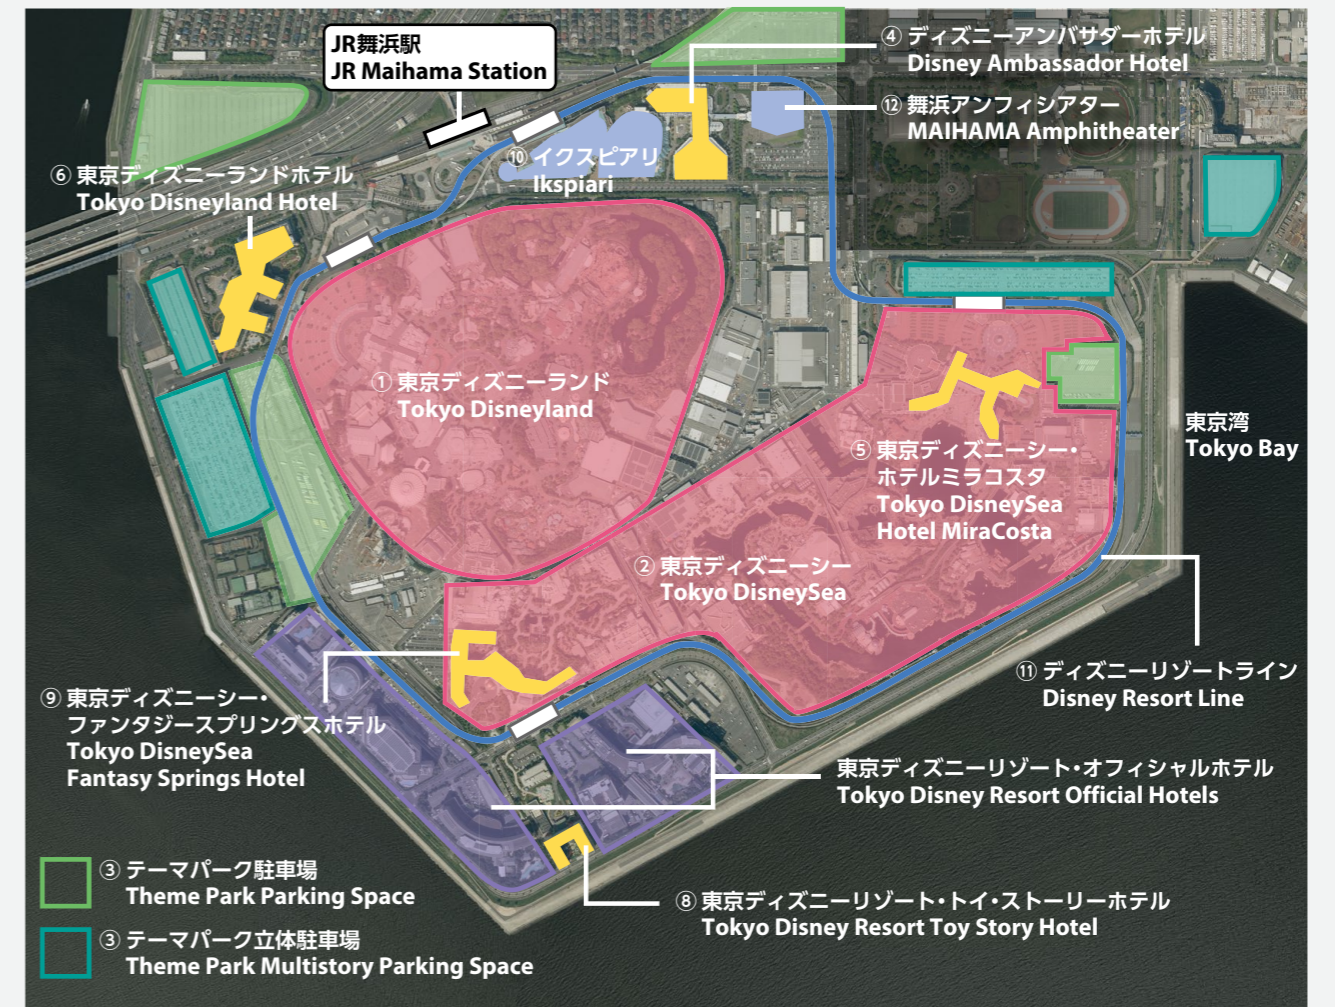 JR舞浜駅
JR Maihama Station
④ ディズニーアンバサダーホテル
Disney Ambassador Hotel
⑫ 舞浜アンフィシアター
MAIHAMA Amphitheater
⑩ イクスピアリ
Ikspiari
⑥ 東京ディズニーランドホテル
Tokyo Disneyland Hotel
① 東京ディズニーランド
Tokyo Disneyland
東京湾
Tokyo Bay
⑤ 東京ディズニーシー・
ホテルミラコスタ
Tokyo DisneySea
Hotel MiraCosta
② 東京ディズニーシー
Tokyo DisneySea
⑪ ディズニーリゾートライン
Disney Resort Line
⑨ 東京ディズニーシー・
ファンタジースプリングスホテル
Tokyo DisneySea
Fantasy Springs Hotel
東京ディズニーリゾート・オフィシャルホテル
Tokyo Disney Resort Official Hotels
⑧ 東京ディズニーリゾート・トイ・ストーリーホテル
Tokyo Disney Resort Toy Story Hotel
③ テーマパーク駐車場
Theme Park Parking Space
③ テーマパーク立体駐車場
Theme Park Multistory Parking Space